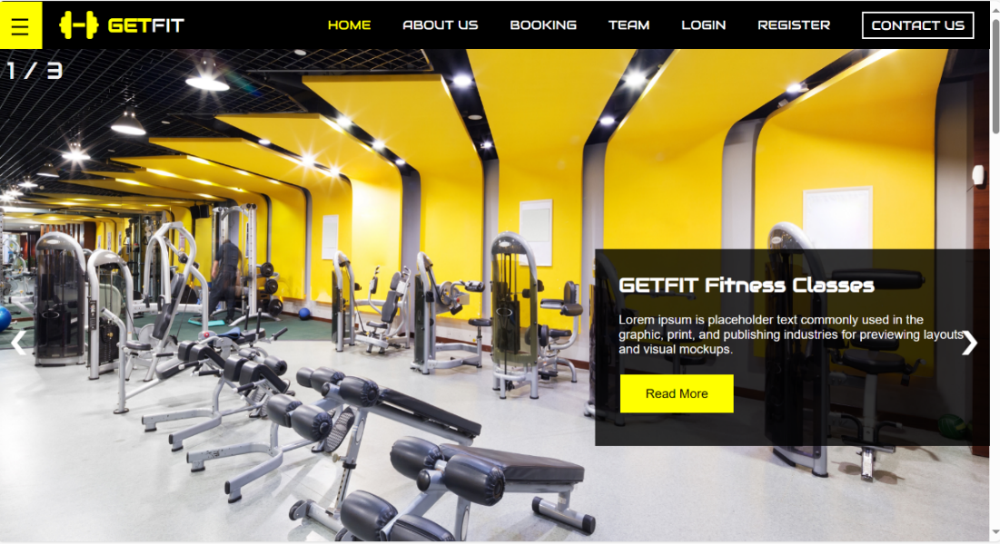 GETFIT
HOME
ABOUT US
BOOKING
TEAM
LOGIN
REGISTER
CONTACT US
1 / 3
GETFIT Fitness Classes
Lorem ipsum is placeholder text commonly used in the
graphic, print, and publishing industries for previewing layouts
and visual mockups.
Read More